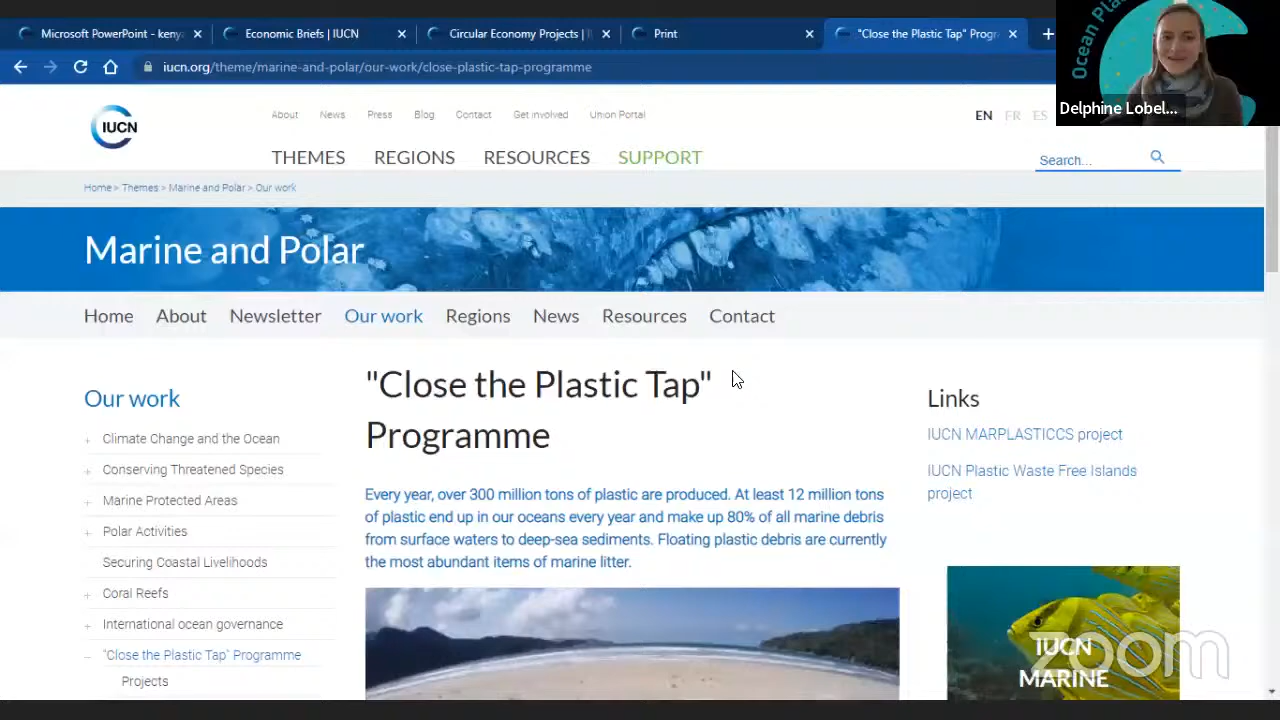 Microsoft PowerPoint - keny
Economic Briefs | IUCN
Circular Economy Projects |
Print
"Close the Plastic Tap" Progr
iucn.org/theme/marine-and-polar/our-work/close-plastic-tap-programme
Ocean Pla
Delphine Lobel...
IUCN
About News Press Blog Contact Get involved Union Portal
EN FR ES
THEMES REGIONS RESOURCES SUPPORT
Search...
Home > Themes > Marine and Polar > Our work
Marine and Polar
Home About Newsletter Our work Regions News Resources Contact
Our work
Climate Change and the Ocean
Conserving Threatened Species
Marine Protected Areas
Polar Activities
Securing Coastal Livelihoods
Coral Reefs
International ocean governance
"Close the Plastic Tap" Programme
Projects
"Close the Plastic Tap"
Programme
Every year, over 300 million tons of plastic are produced. At least 12 million tons
of plastic end up in our oceans every year and make up 80% of all marine debris
from surface waters to deep-sea sediments. Floating plastic debris are currently
the most abundant items of marine litter.
Links
IUCN MARPLASTICCS project
IUCN Plastic Waste Free Islands
project
IUCN
MARINE
zoom